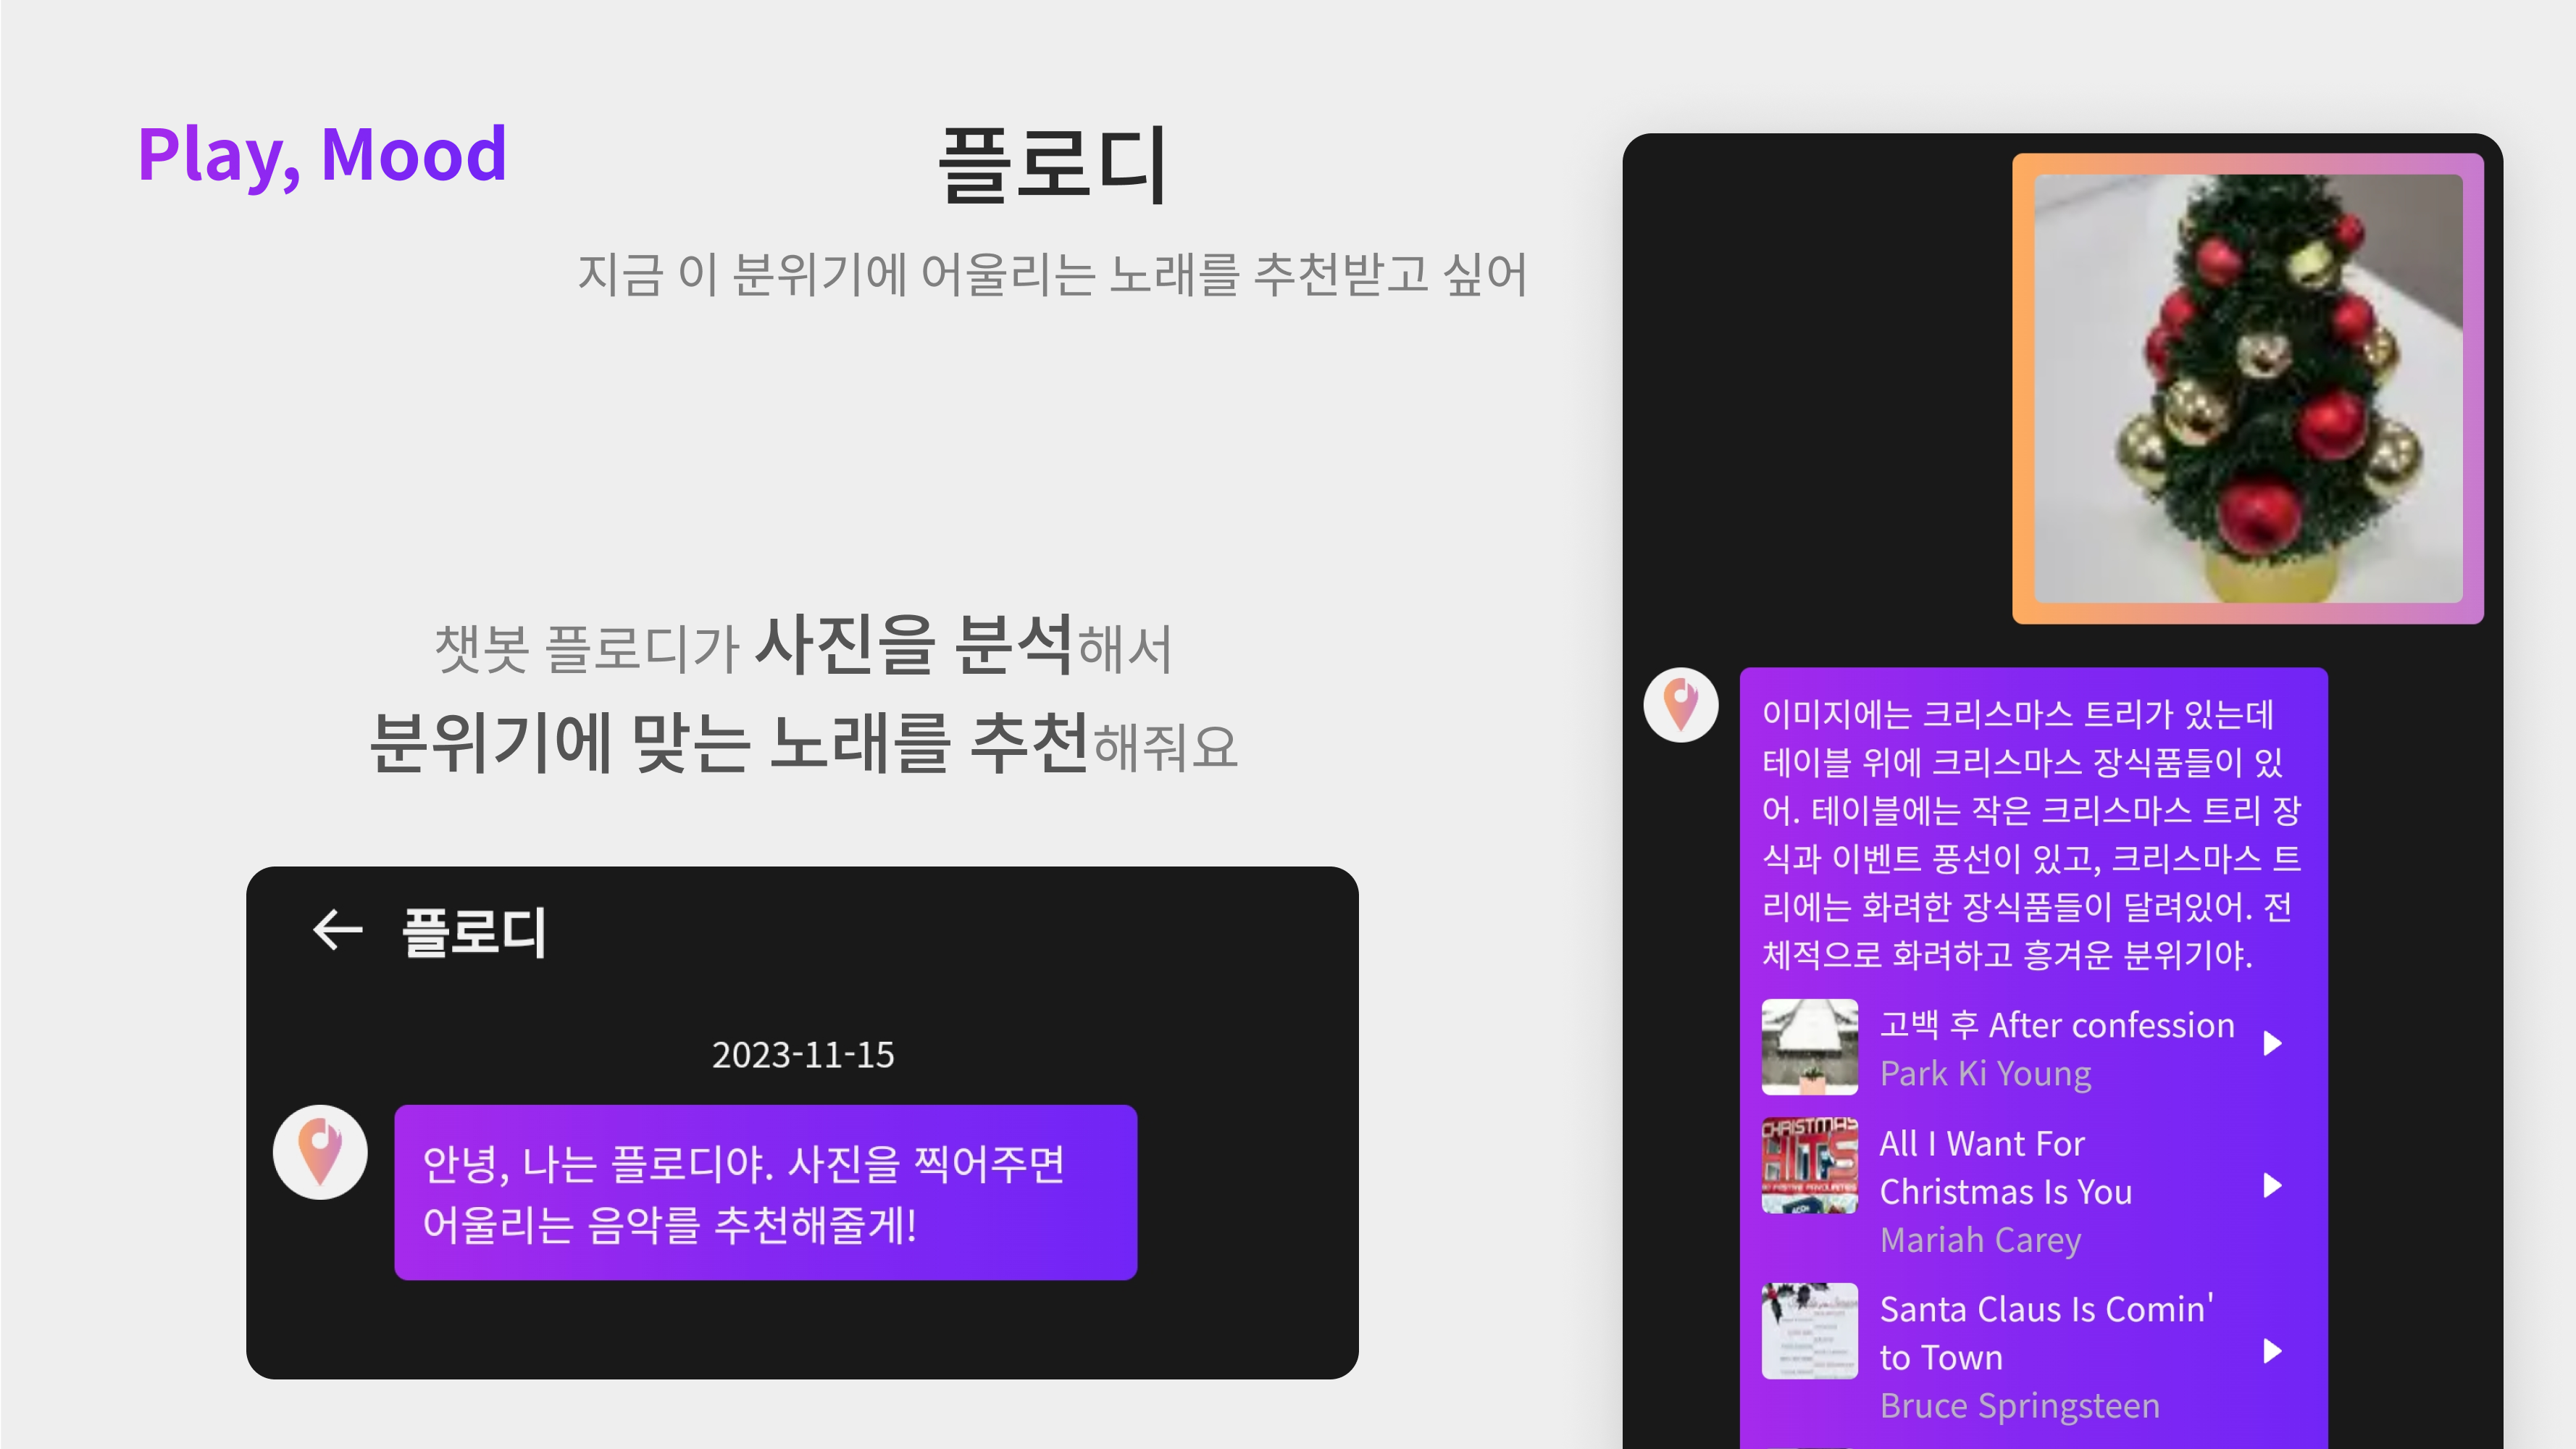 Play, Mood
플로디
지금 이 분위기에 어울리는 노래를 추천받고 싶어
챗봇 플로디가 사진을 분석해서
분위기에 맞는 노래를 추천해줘요
플로디
2023-11-15
안녕, 나는 플로디야. 사진을 찍어주면
어울리는 음악를 추천해줄게!
이미지에는 크리스마스 트리가 있는데
테이블 위에 크리스마스 장식품들이 있
어. 테이블에는 작은 크리스마스 트리 장
식과 이벤트 풍선이 있고, 크리스마스 트
리에는 화려한 장식품들이 달려있어. 전
체적으로 화려하고 흥겨운 분위기야.
고백 후 After confession
Park Ki Young
CHRISTMAS
HITS
All I Want For
Christmas Is You
Mariah Carey
Santa Claus Is Comin'
to Town
Bruce Springsteen